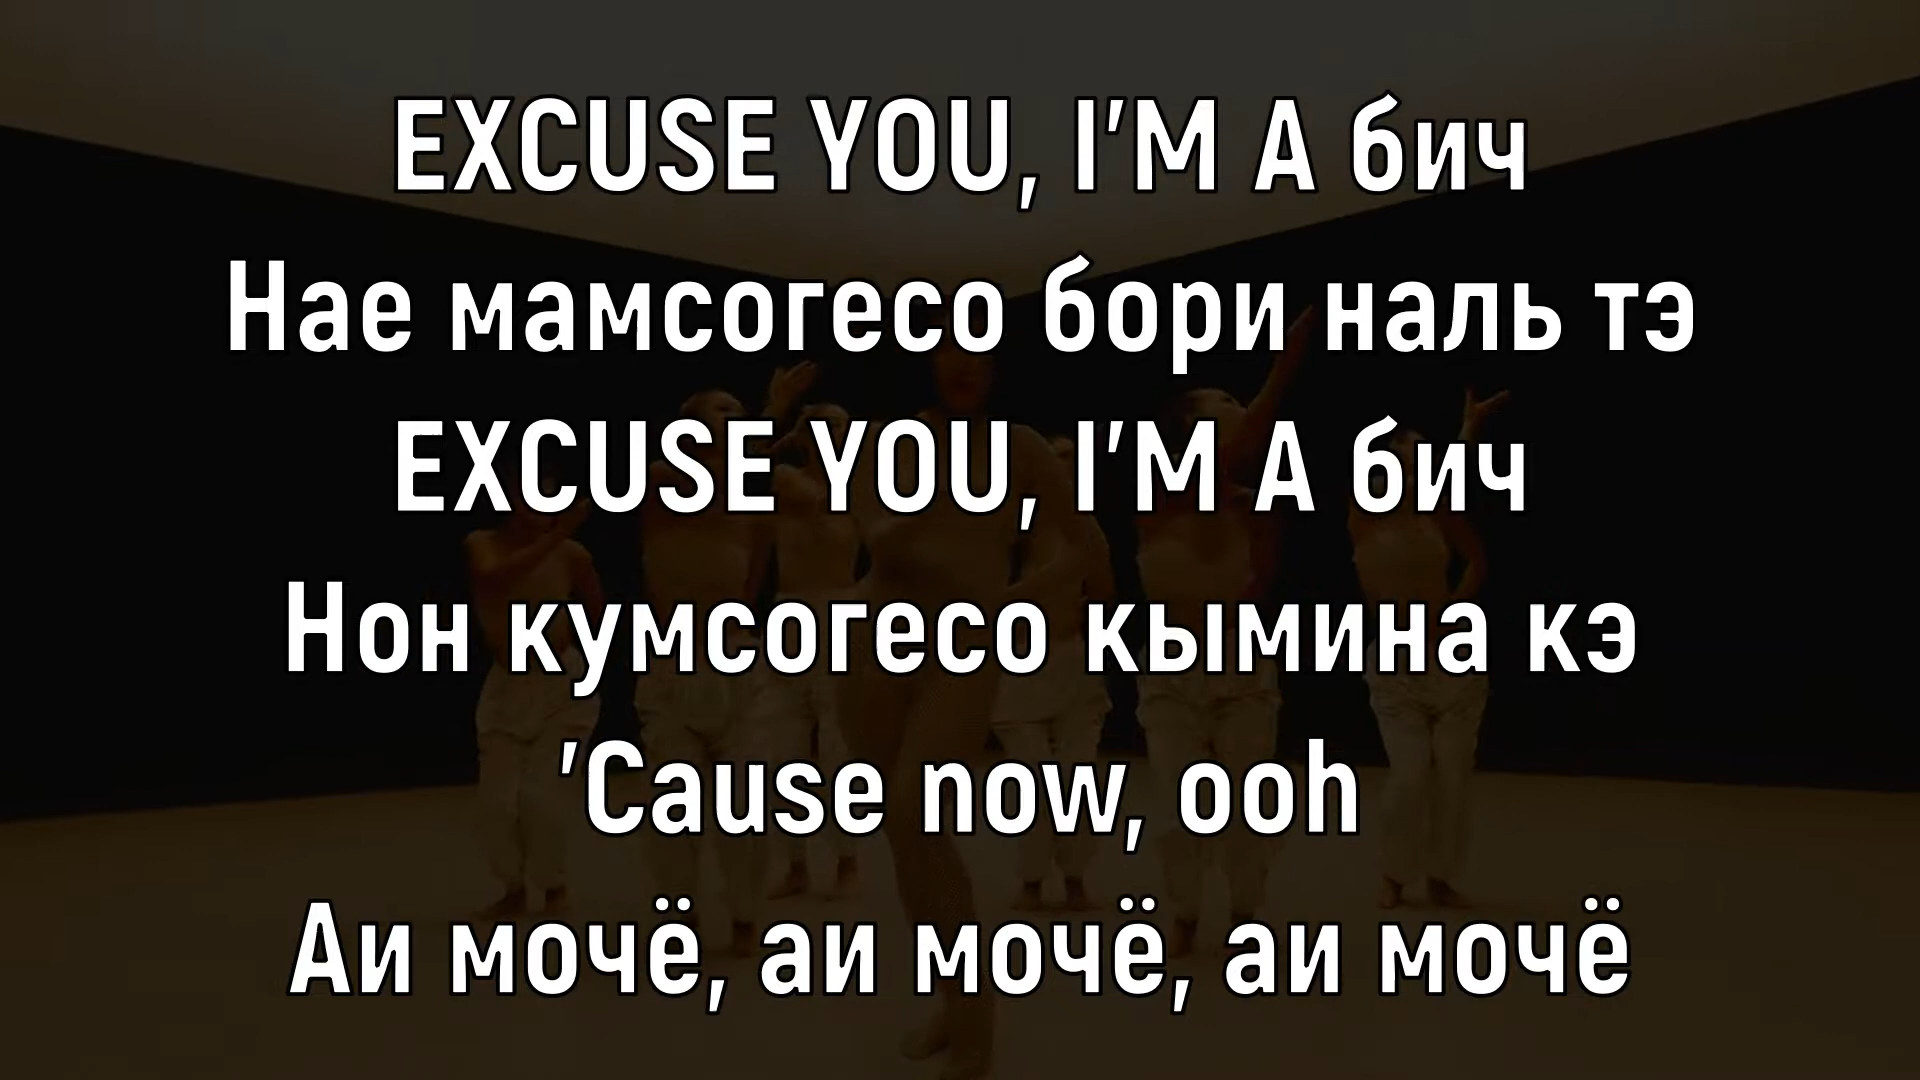 EXCUSE YOU, I'M A бич
Нае мамсогесо бори наль тэ
EXCUSE YOU, I'M A бич
Нон кумсогесо кымина кэ
'Cause now, ooh
Аи мочё, аи мочё, аи мочё